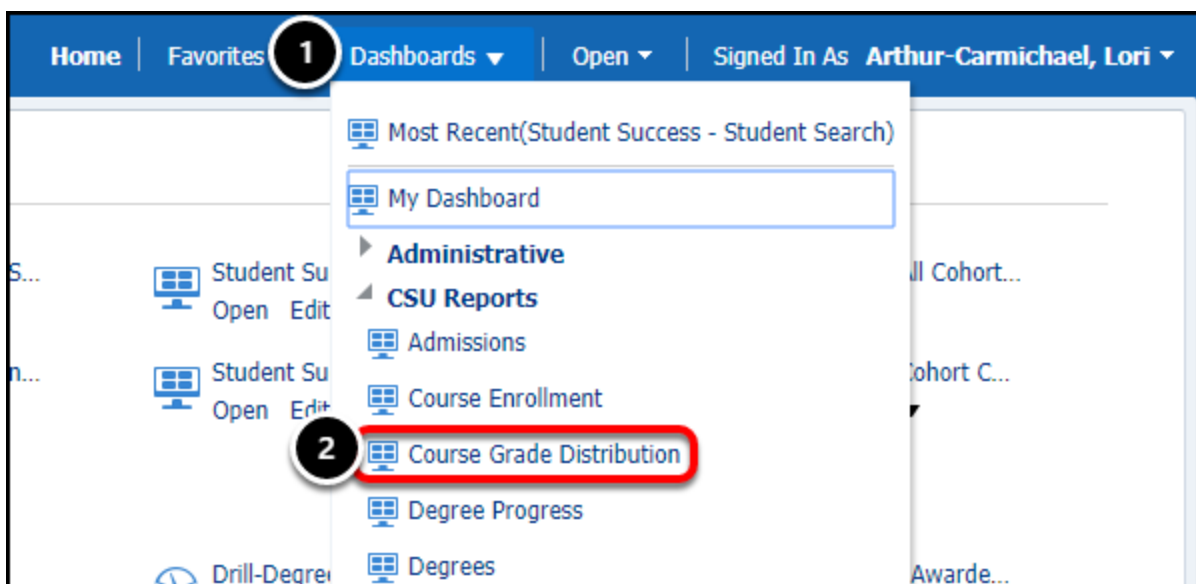 Home Favorites 1 Dashboards Open Signed In As Arthur-Carmichael, Lori
Most Recent(Student Success - Student Search)
My Dashboard
Administrative
S... Student Su CSU Reports All Cohort...
Open Edit
Admissions
n... Student Su Cohort C...
Open Edit Course Enrollment
2 Course Grade Distribution
Degree Progress
Drill-Degree Degrees Awarde...